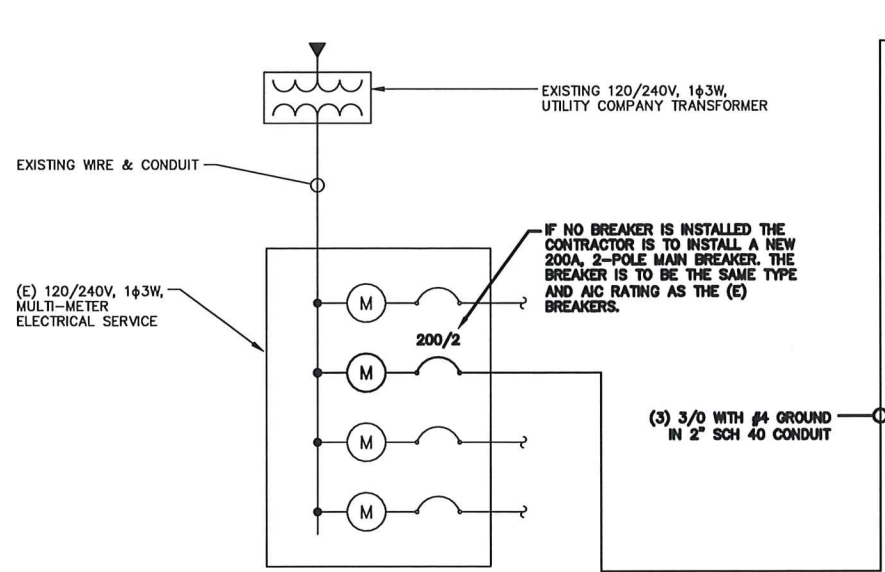 EXISTING 120/240V, 1ϕ3W,
UTILITY COMPANY TRANSFORMER
EXISTING WIRE & CONDUIT
IF NO BREAKER IS INSTALLED THE
CONTRACTOR IS TO INSTALL A NEW
200A, 2-POLE MAIN BREAKER. THE
BREAKER IS TO BE THE SAME TYPE
AND AIC RATING AS THE (E)
BREAKERS.
(E) 120/240V, 1ϕ3W,
MULTI-METER
ELECTRICAL SERVICE
M
200/2
M
(3) 3/0 WITH #4 GROUND
IN 2" SCH 40 CONDUIT
M
M